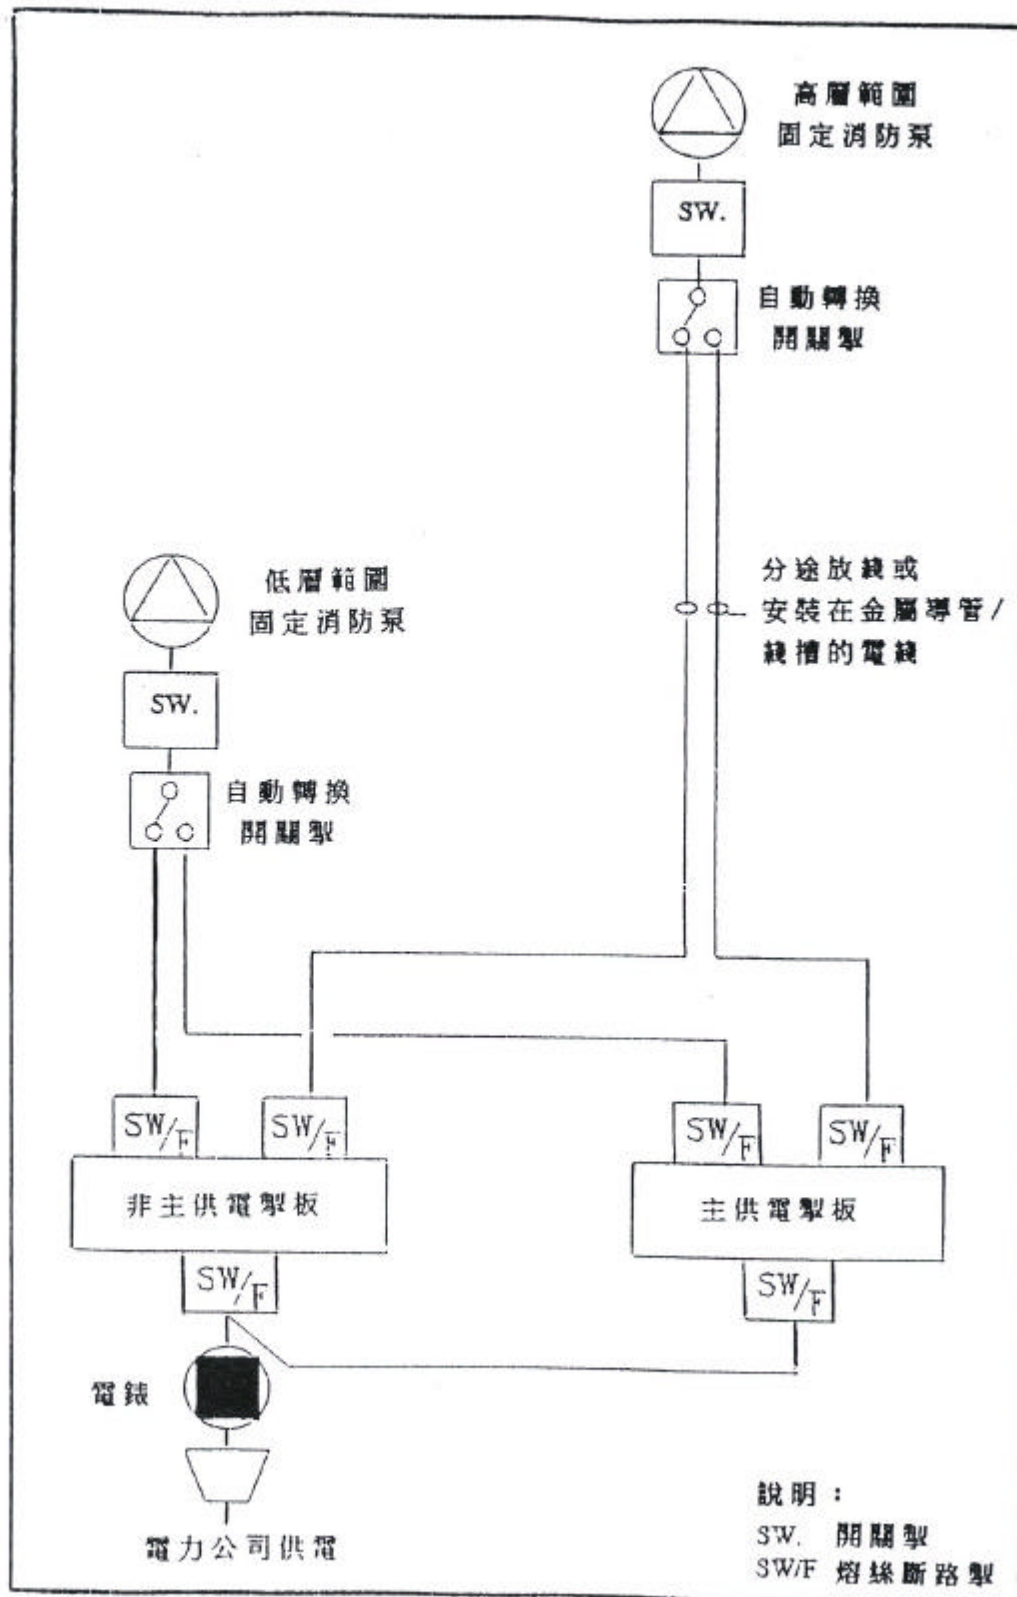 高層範圍
固定消防泵
SW.
自動轉換
開關掣
分途放綫或
安裝在金屬導管/
綫槽的電綫
低層範圍
固定消防泵
SW.
自動轉換
開關掣
SW/F
SW/F
SW/F
SW/F
非主供電掣板
主供電掣板
SW/F
SW/F
電錶
電力公司供電
說明：
SW. 開關掣
SW/F 熔絲斷路掣